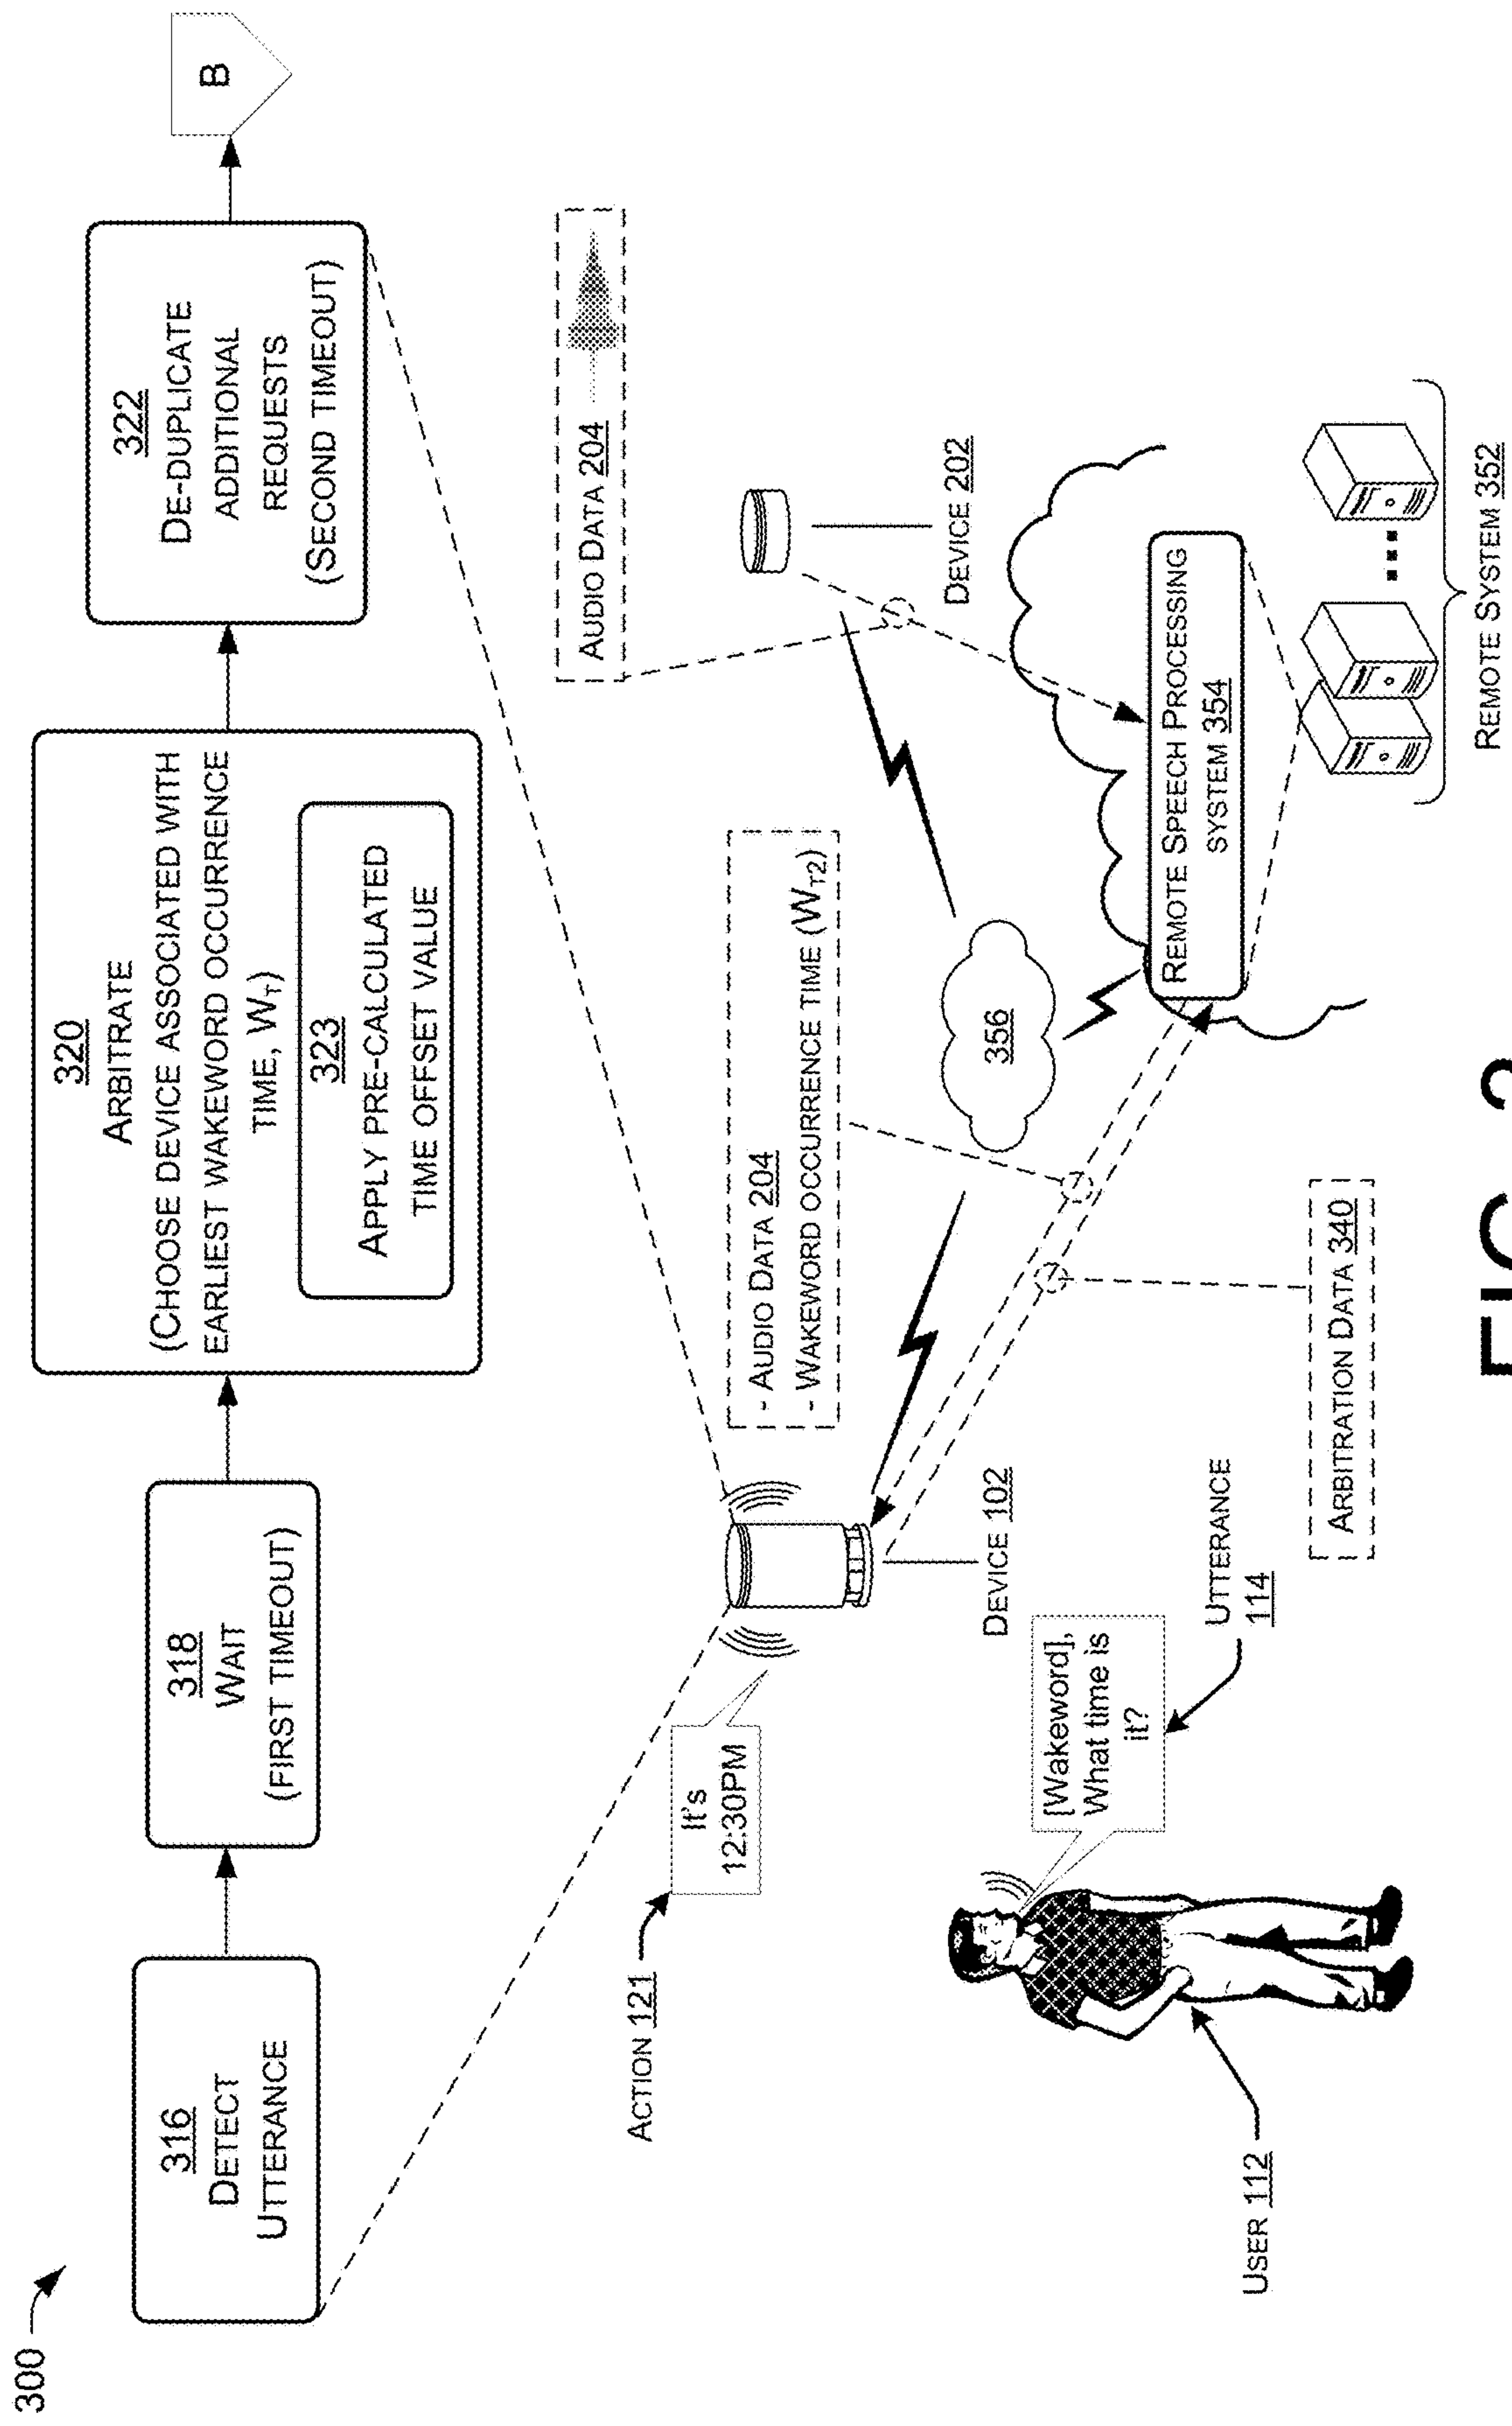 300
316
DETECT
UTTERANCE
318
WAIT
(FIRST TIMEOUT)
320
ARBITRATE
(CHOOSE DEVICE ASSOCIATED WITH
EARLIEST WAKEWORD OCCURRENCE
TIME, WT)
323
APPLY PRE-CALCULATED
TIME OFFSET VALUE
322
DE-DUPLICATE
ADDITIONAL
REQUESTS
(SECOND TIMEOUT)
B
AUDIO DATA 204
ACTION 121
It's
12:30PM
- AUDIO DATA 204
- WAKEWORD OCCURRENCE TIME (WT2)
DEVICE 102
DEVICE 202
356
[Wakeword],
What time is
it?
UTTERANCE
114
USER 112
REMOTE SPEECH PROCESSING
SYSTEM 354
ARBITRATION DATA 340
REMOTE SYSTEM 352